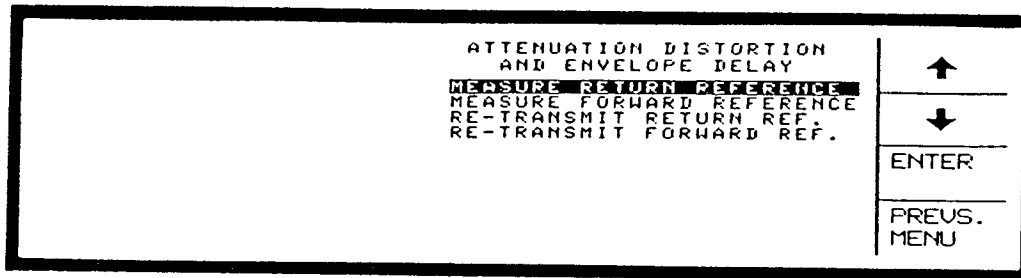 ATTENUATION DISTORTION
AND ENVELOPE DELAY
MEASURE RETURN REFERENCE
MEASURE FORWARD REFERENCE
RE-TRANSMIT RETURN REF.
RE-TRANSMIT FORWARD REF.
↑
↓
ENTER
PREVS.
MENU